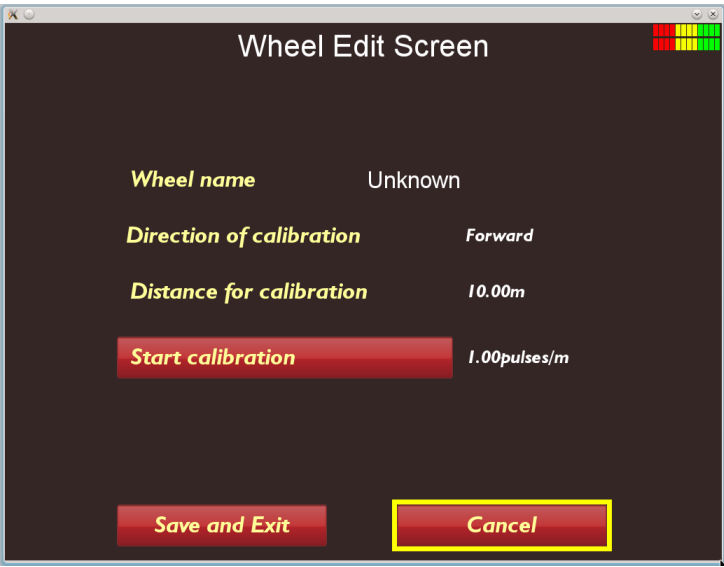 Wheel Edit Screen
Wheel name Unknown
Direction of calibration Forward
Distance for calibration 10.00m
Start calibration 1.00pulses/m
Save and Exit Cancel